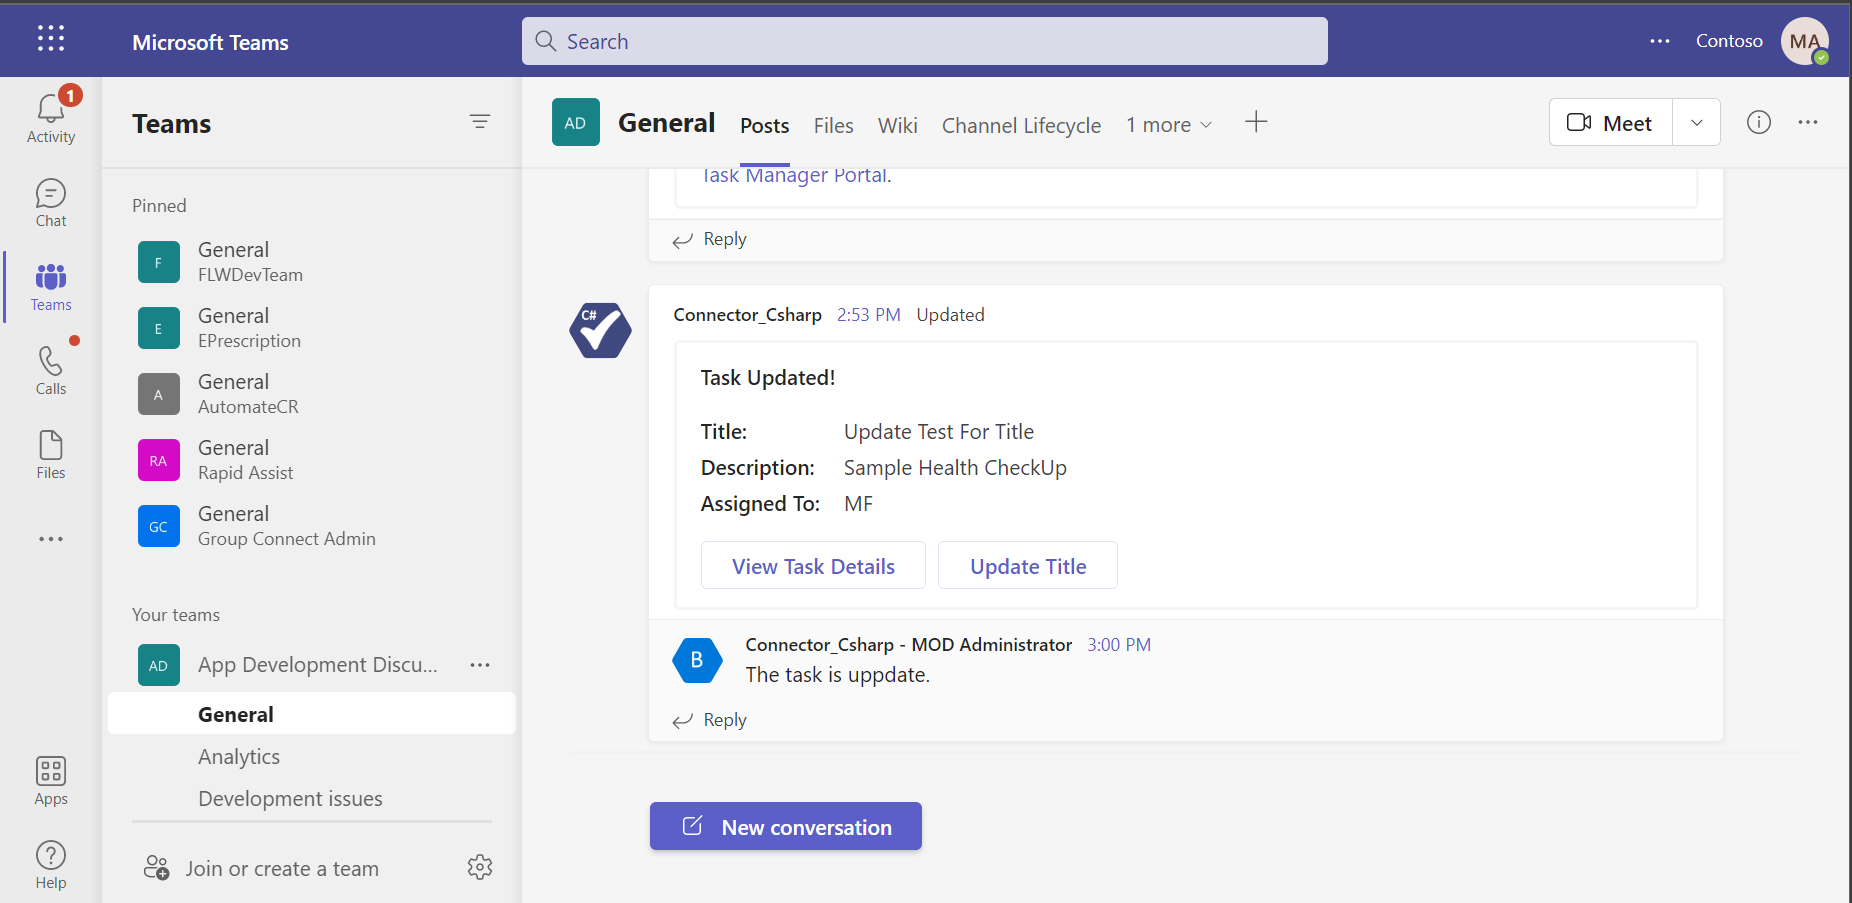 Microsoft Teams
Search
Contoso
MA
1
Activity
Chat
Teams
Calls
Files
Apps
Help
Teams
Pinned
F
General
FLWDevTeam
E
General
EPrescription
A
General
AutomateCR
RA
General
Rapid Assist
GC
General
Group Connect Admin
Your teams
AD
App Development Discu...
General
Analytics
Development issues
Join or create a team
AD
General
Posts
Files
Wiki
Channel Lifecycle
1 more
Meet
Task Manager Portal.
Reply
C#
Connector_Csharp 2:53 PM Updated
Task Updated!
Title: Update Test For Title
Description: Sample Health CheckUp
Assigned To: MF
View Task Details
Update Title
B
Connector_Csharp - MOD Administrator 3:00 PM
The task is uppdate.
Reply
New conversation